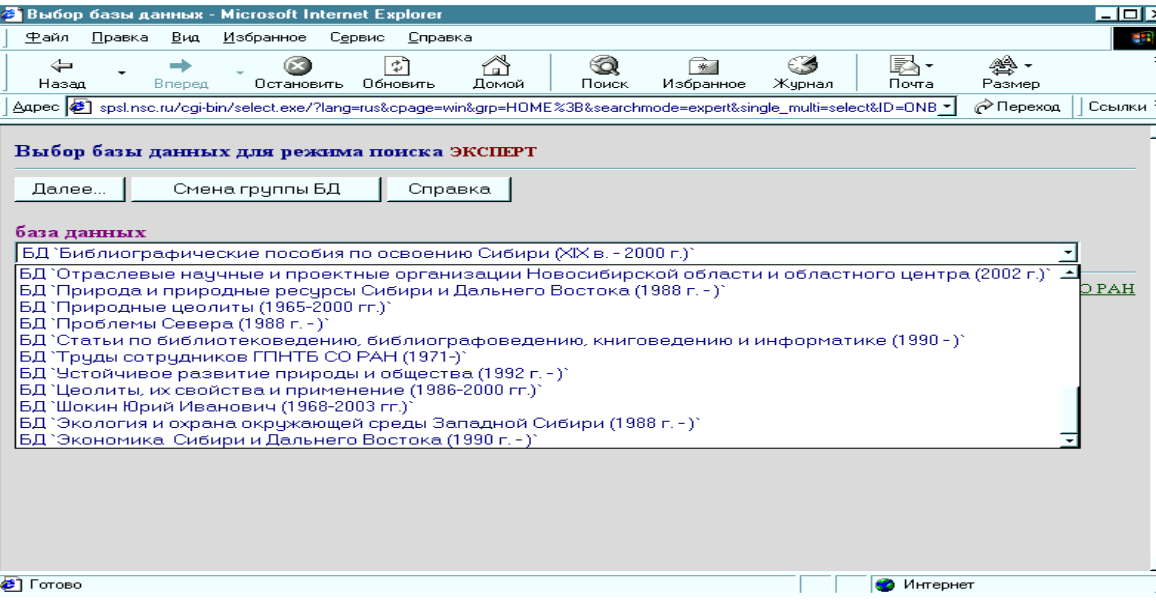 Выбор базы данных - Microsoft Internet Explorer
Файл Правка Вид Избранное Сервис Справка
Назад Вперед Остановить Обновить Домой Поиск Избранное Журнал Почта Размер
Адрес spsl.nsc.ru/cgi-bin/select.exe/?lang=rus&cpage=win&grp=HOME%3B&searchmode=expert&single_multi=select&ID=ONB Переход Ссылки
Выбор базы данных для режима поиска ЭКСПЕРТ
Далее... Смена группы БД Справка
база данных
БД `Библиографические пособия по освоению Сибири (XIX в. - 2000 г.)`
БД `Отраслевые научные и проектные организации Новосибирской области и областного центра (2002 г.)`
БД `Природа и природные ресурсы Сибири и Дальнего Востока (1988 г. - )`
О РАН
БД `Природные цеолиты (1965-2000 гг.)`
БД `Проблемы Севера (1988 г. - )`
БД `Статьи по библиотековедению, библиографоведению, книговедению и информатике (1990 - )`
БД `Труды сотрудников ГПНТБ СО РАН (1971-)`
БД `Устойчивое развитие природы и общества (1992 г. - )`
БД `Цеолиты, их свойства и применение (1986-2000 гг.)`
БД `Шокин Юрий Иванович (1968-2003 гг.)`
БД `Экология и охрана окружающей среды Западной Сибири (1988 г. - )`
БД `Экономика Сибири и Дальнего Востока (1990 г. - )`
Готово Интернет